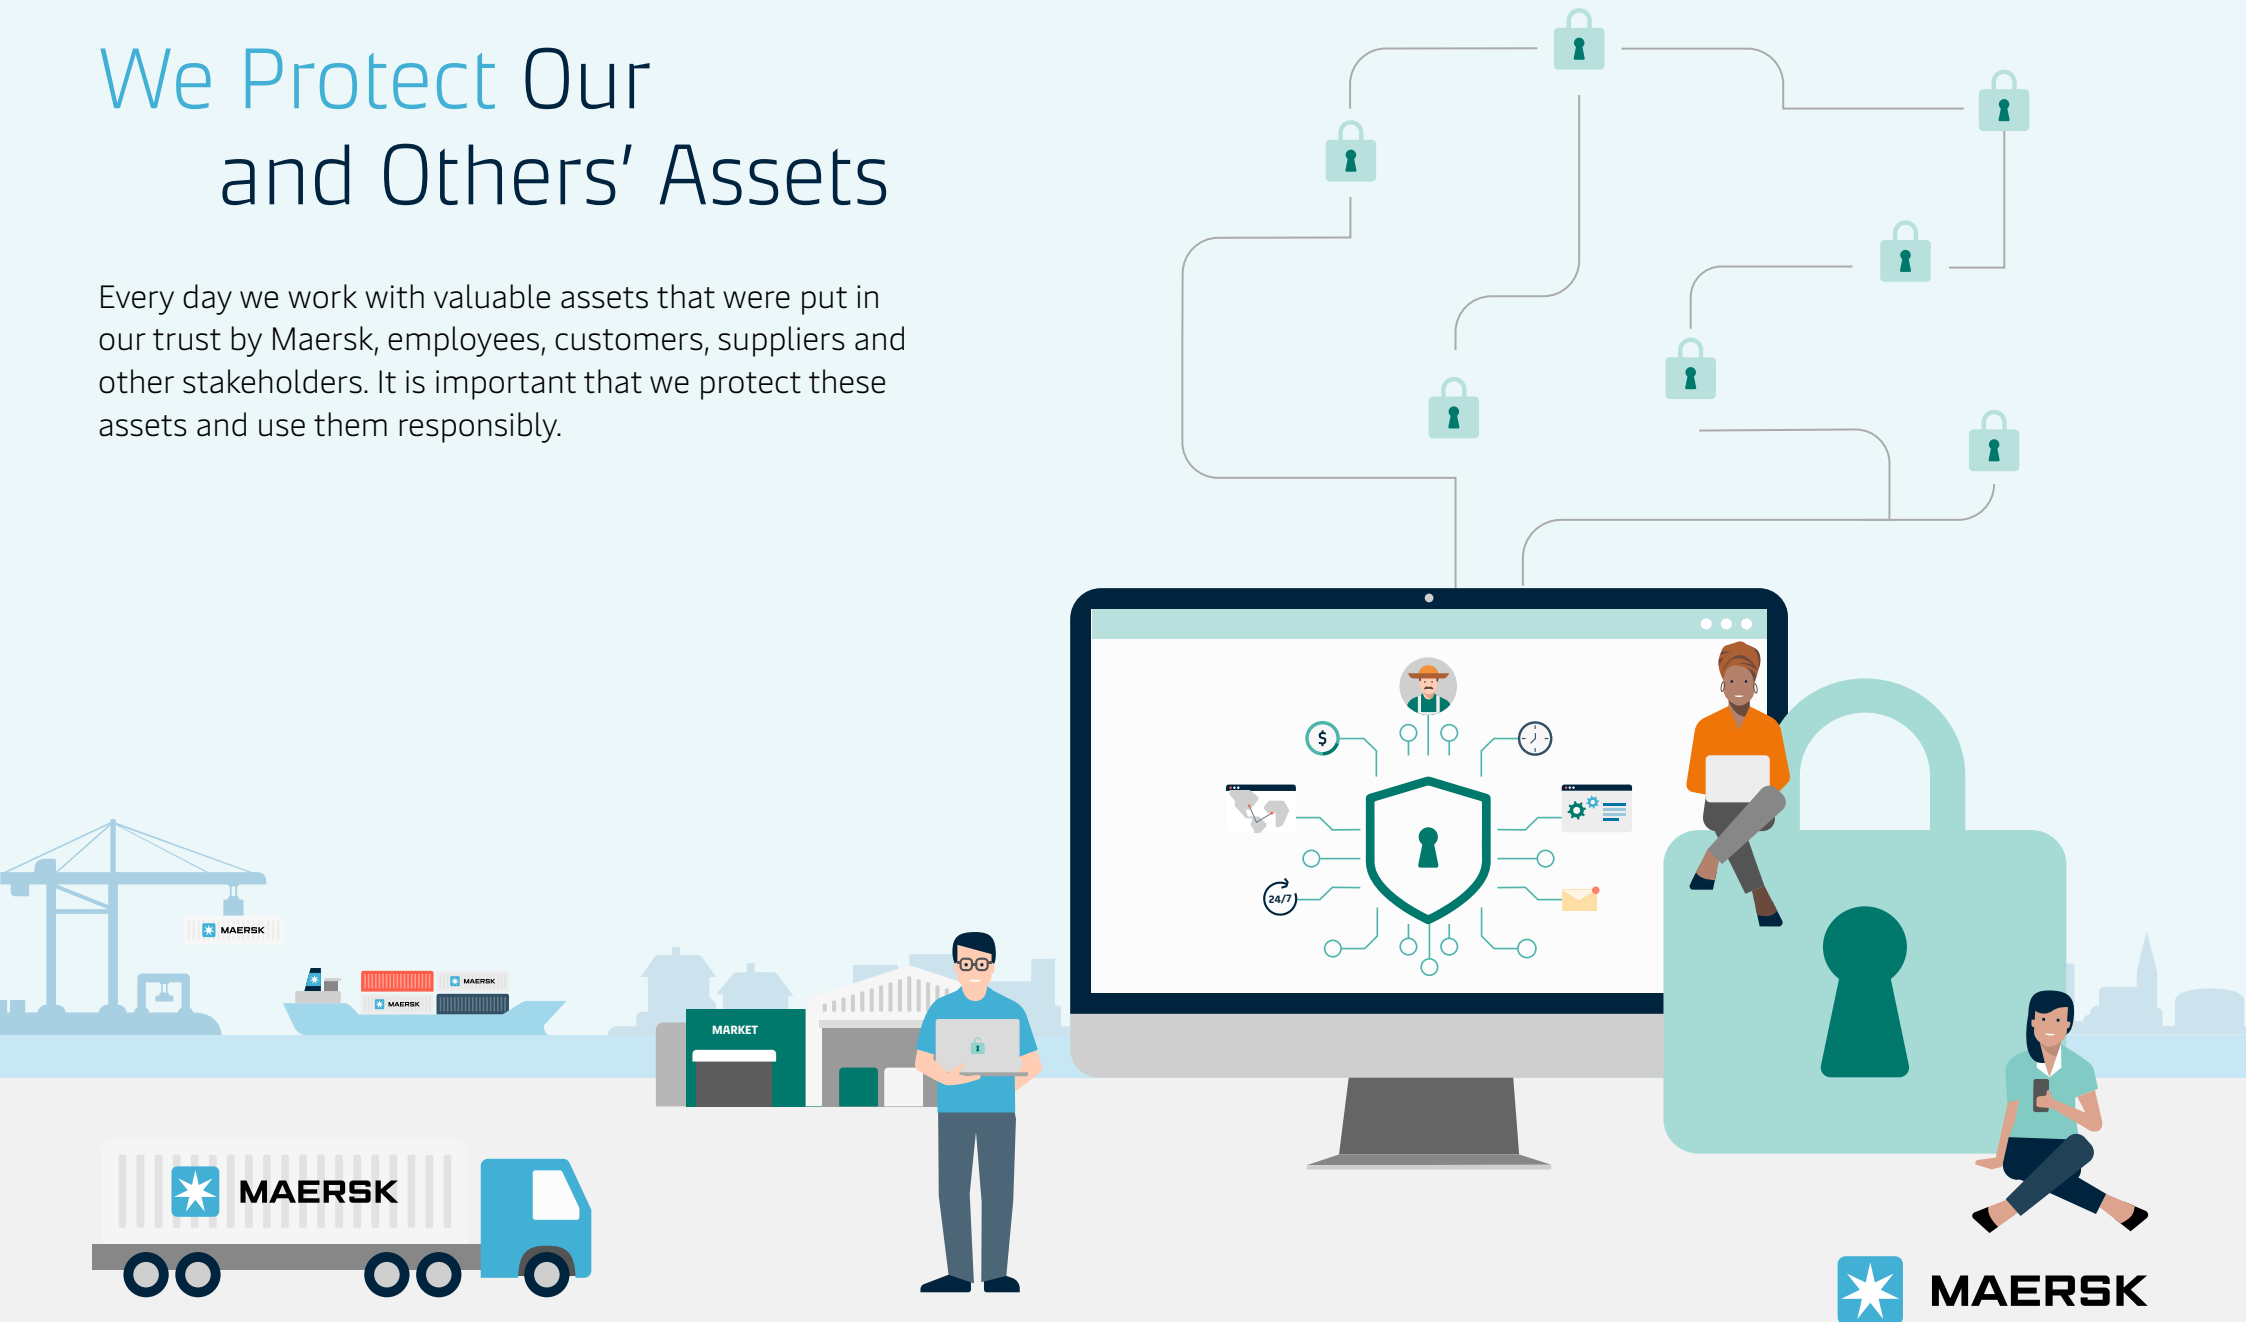 We Protect Our
and Others’ Assets
Every day we work with valuable assets that were put in
our trust by Maersk, employees, customers, suppliers and
other stakeholders. It is important that we protect these
assets and use them responsibly.
$
24/7
MAERSK
MAERSK
MAERSK
MARKET
MAERSK
MAERSK